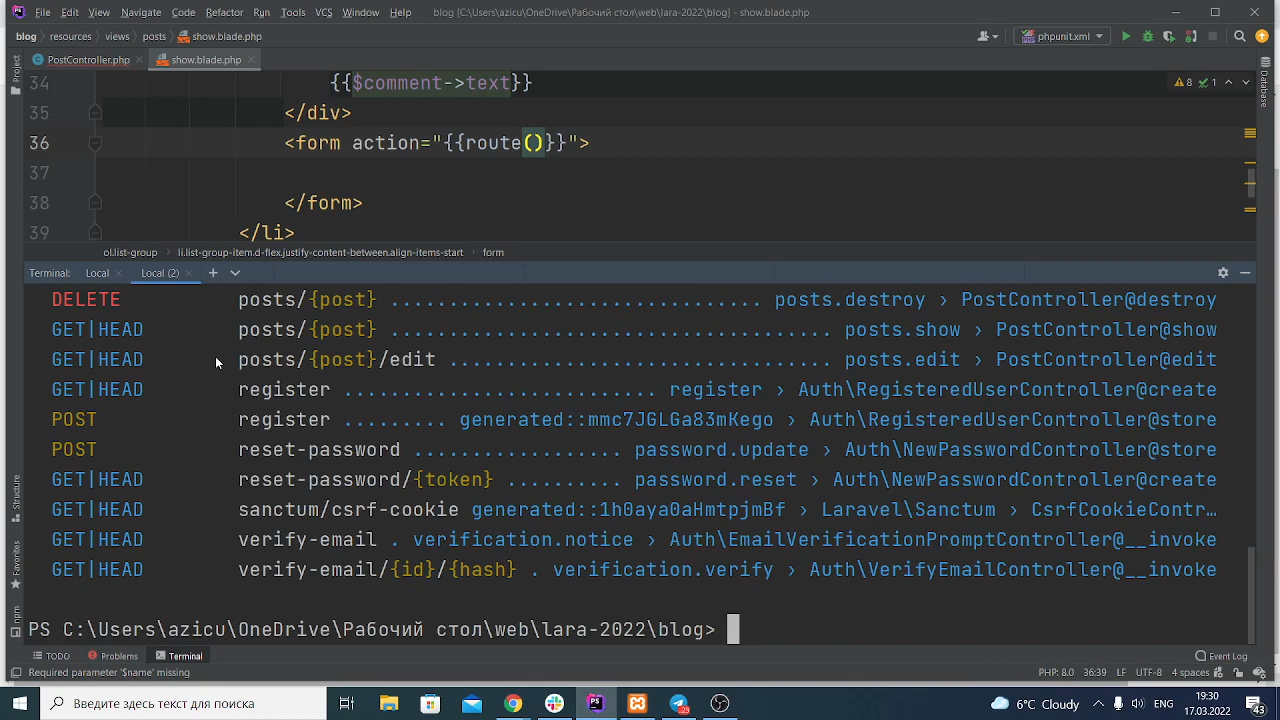 File Edit View Navigate Code Refactor Run Tools VCS Window Help blog [C:\Users\azicu\OneDrive\Рабочий стол\web\lara-2022\blog] - show.blade.php
blog resources views posts show.blade.php phpunit.xml
Project PostController.php show.blade.php Database
34 {{$comment->text}} 8 1
35 </div>
36 <form action="{{route()}}">
37
38 </form>
39 </li>
ol.list-group li.list-group-item.d-flex.justify-content-between.align-items-start form
Terminal: Local Local (2)
DELETE posts/{post} ................................ posts.destroy › PostController@destroy
GET|HEAD posts/{post} ...................................... posts.show › PostController@show
GET|HEAD posts/{post}/edit ................................. posts.edit › PostController@edit
GET|HEAD register ........................... register › Auth\RegisteredUserController@create
POST register ......... generated::mmc7JGLGa83mKego › Auth\RegisteredUserController@store
POST reset-password .................. password.update › Auth\NewPasswordController@store
GET|HEAD reset-password/{token} .......... password.reset › Auth\NewPasswordController@create
GET|HEAD sanctum/csrf-cookie generated::1h0aya0aHmtpjmBf › Laravel\Sanctum › CsrfCookieContr…
GET|HEAD verify-email . verification.notice › Auth\EmailVerificationPromptController@__invoke
GET|HEAD verify-email/{id}/{hash} . verification.verify › Auth\VerifyEmailController@__invoke
Structure
Favorites
npm
PS C:\Users\azicu\OneDrive\Рабочий стол\web\lara-2022\blog>
TODO Problems Terminal Event Log
Required parameter '$name' missing PHP: 8.0 36:39 LF UTF-8 4 spaces
Введите здесь текст для поиска 23 6°C Cloudy 19:30
17.03.2022 43